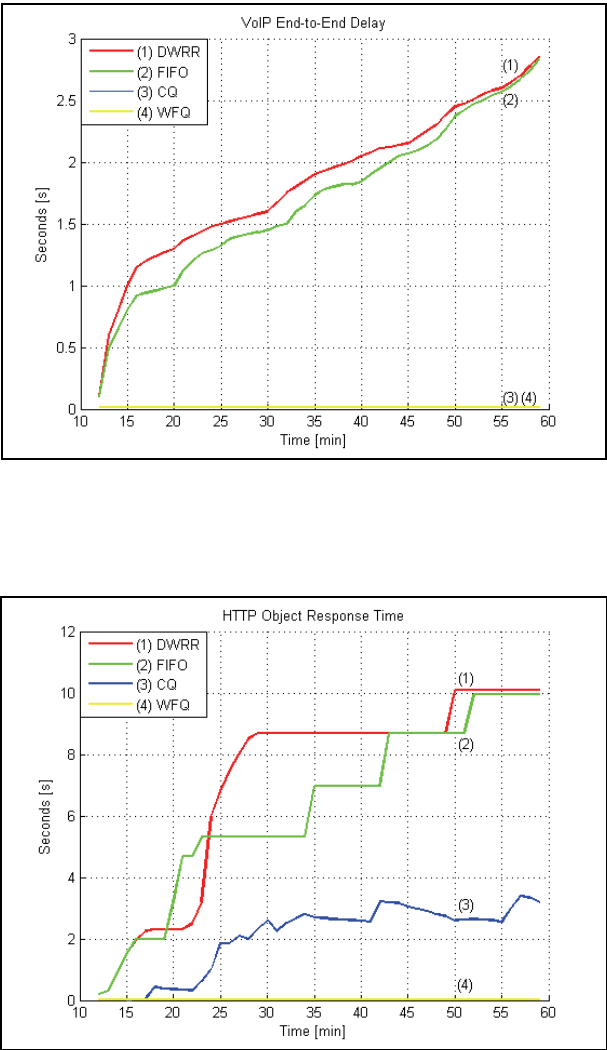 VoIP End-to-End Delay
3
(1) DWRR
(2) FIFO
(3) CQ
(4) WFQ
(1)
(2)
2.5
2
1.5
1
0.5
0
Seconds [s]
(3) (4)
10 15 20 25 30 35 40 45 50 55 60
Time [min]
HTTP Object Response Time
12
(1) DWRR
(2) FIFO
(3) CQ
(4) WFQ
(1)
10
(2)
8
6
4
(3)
2
(4)
0
Seconds [s]
10 15 20 25 30 35 40 45 50 55 60
Time [min]